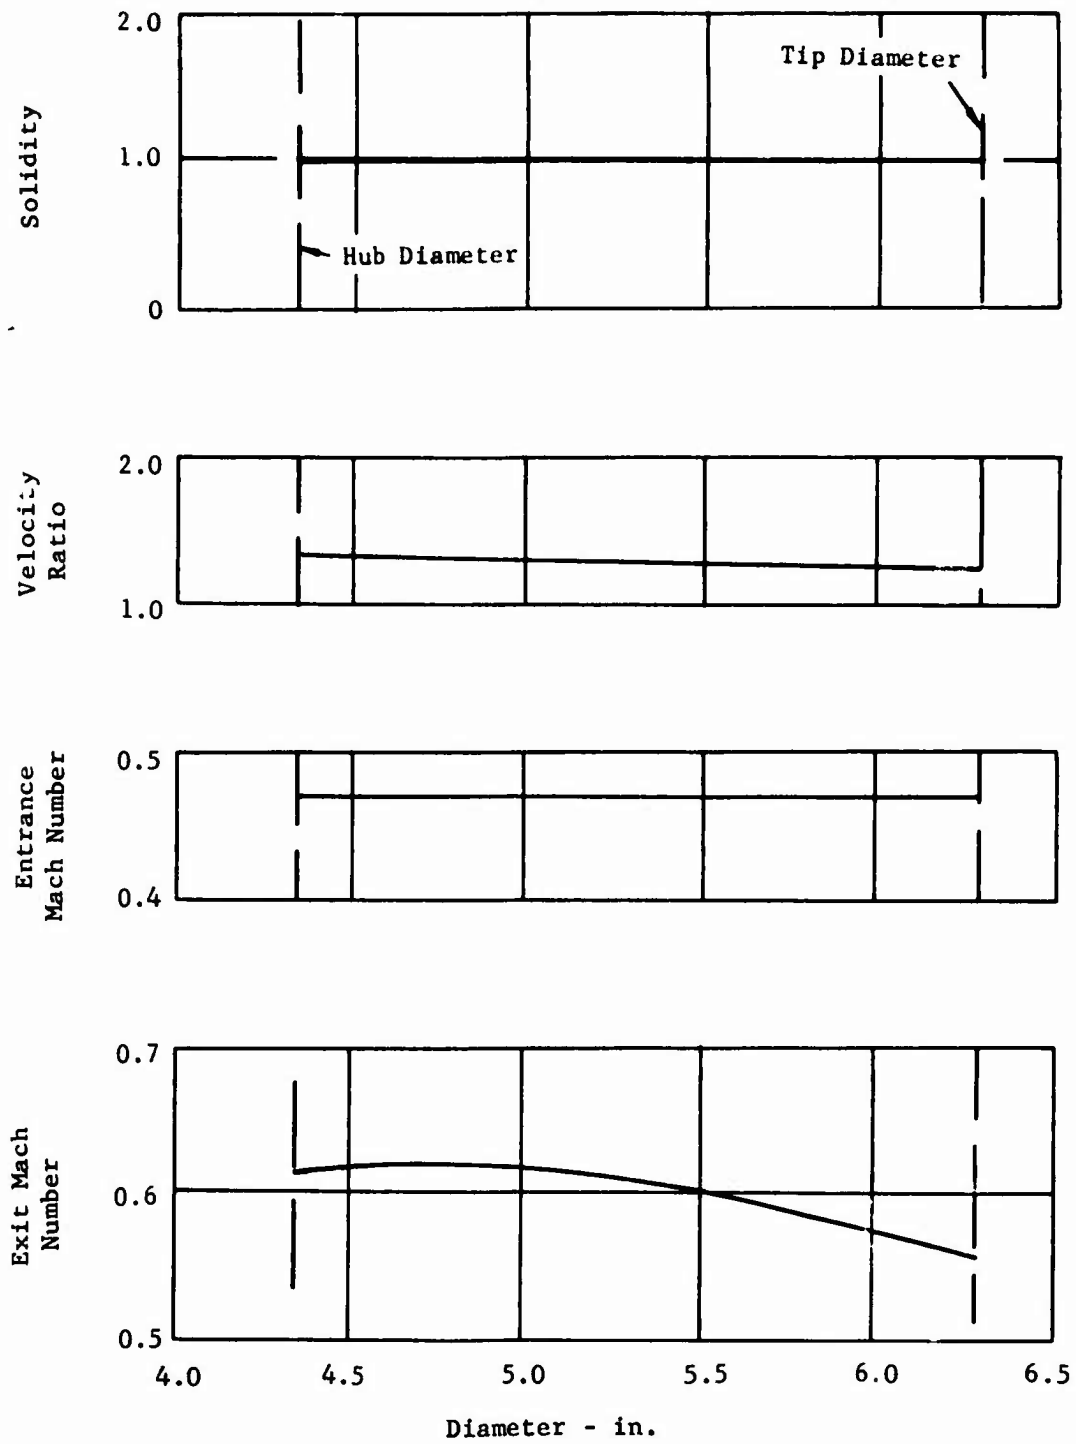 2.0
Tip Diameter
Solidity
1.0
Hub Diameter
0
2.0
Velocity
Ratio
1.0
0.5
Entrance
Mach Number
0.4
0.7
Exit Mach
Number
0.6
0.5
4.0 4.5 5.0 5.5 6.0 6.5
Diameter - in.